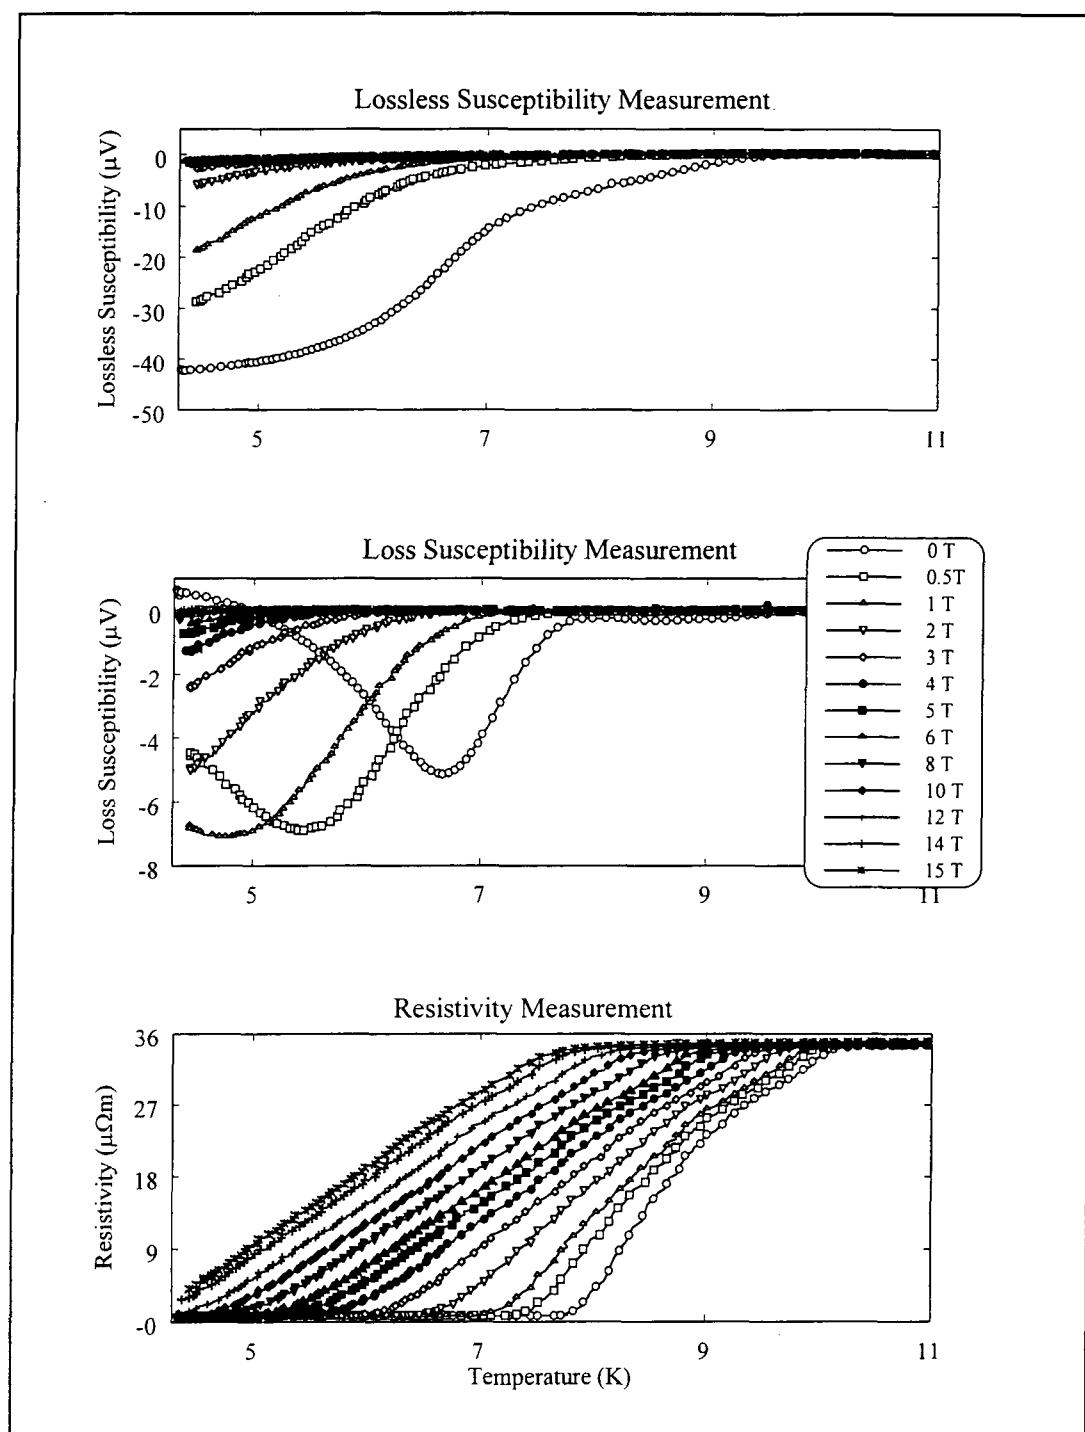 Lossless Susceptibility Measurement
Lossless Susceptibility (µV)
0
-10
-20
-30
-40
-50
5 7 9 11
Loss Susceptibility Measurement
Loss Susceptibility (µV)
0
-2
-4
-6
-8
5 7 9 11
0 T
0.5T
1 T
2 T
3 T
4 T
5 T
6 T
8 T
10 T
12 T
14 T
15 T
Resistivity Measurement
Resistivity (µΩm)
36
27
18
9
-0
5 7 9 11
Temperature (K)